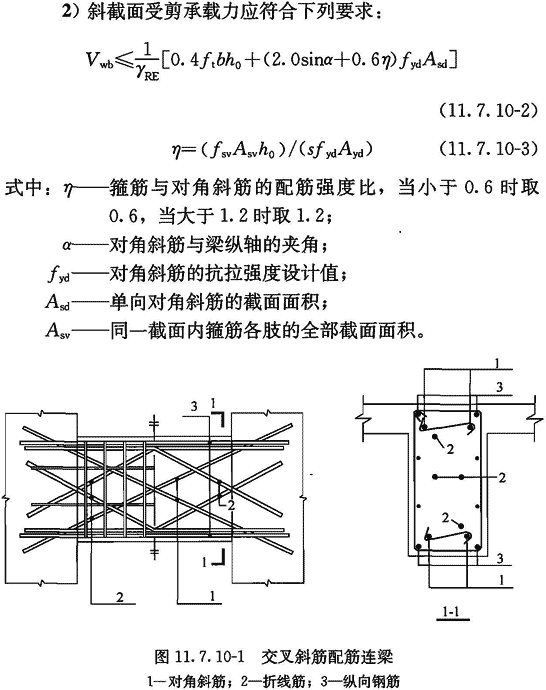 2）斜截面受剪承载力应符合下列要求：
V_wb ≤ 1/γ_RE [0.4f_t bh_0+(2.0sinα+0.6η)f_yd A_sd]
(11.7.10-2)
η=(f_sv A_sv h_0)/(sf_yd A_yd) (11.7.10-3)
式中：η——箍筋与对角斜筋的配筋强度比，当小于 0.6 时取
0.6，当大于 1.2 时取 1.2；
α——对角斜筋与梁纵轴的夹角；
f_yd——对角斜筋的抗拉强度设计值；
A_sd——单向对角斜筋的截面面积；
A_sv——同一截面内箍筋各肢的全部截面面积。
3 1
2
1
2 1
1
3
2
2
2
3
1
1-1
图 11.7.10-1 交叉斜筋配筋连梁
1—对角斜筋；2—折线筋；3—纵向钢筋